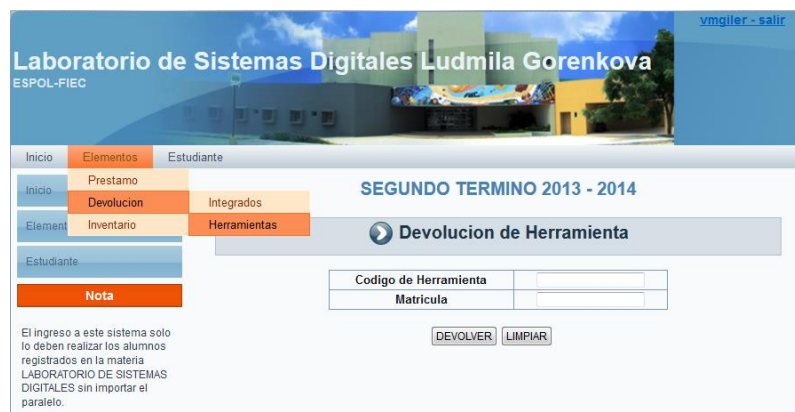 vmgiler - salir
Laboratorio de Sistemas Digitales Ludmila Gorenkova
ESPOL-FIEC
Inicio Elementos Estudiante
Inicio
Prestamo
Devolucion
Inventario
Integrados
Herramientas
Element
Estudiante
Nota
El ingreso a este sistema solo
lo deben realizar los alumnos
registrados en la materia
LABORATORIO DE SISTEMAS
DIGITALES sin importar el
paralelo.
SEGUNDO TERMINO 2013 - 2014
Devolucion de Herramienta
Codigo de Herramienta
Matricula
DEVOLVER LIMPIAR